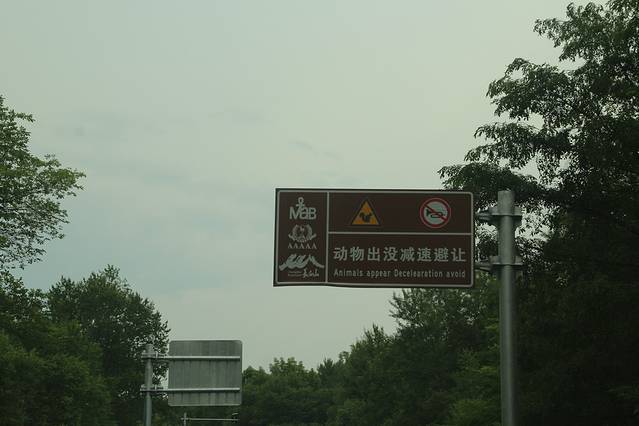 MAB
AAAAA
动物出没减速避让
Animals appear Decelearation avoid